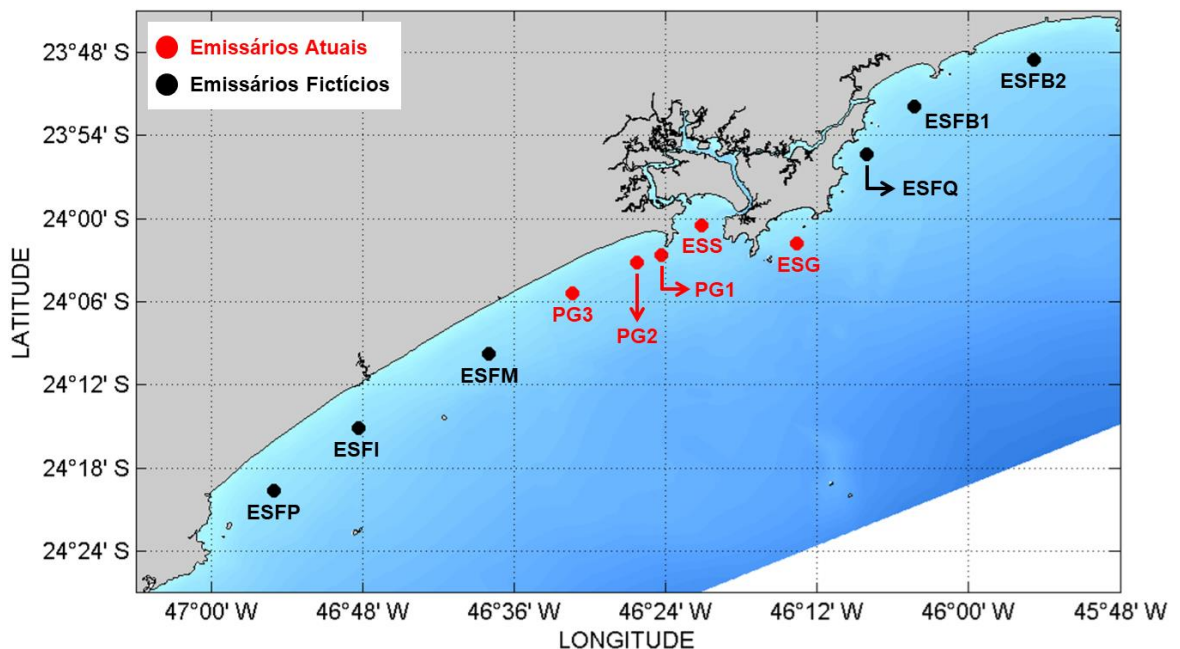 Emissários Atuais
Emissários Fictícios
23°48' S
23°54' S
24°00' S
24°06' S
24°12' S
24°18' S
24°24' S
LATITUDE
ESFB2
ESFB1
ESFQ
ESS
ESG
PG1
PG3
PG2
ESFM
ESFI
ESFP
47°00' W
46°48' W
46°36' W
46°24' W
46°12' W
46°00' W
45°48' W
LONGITUDE